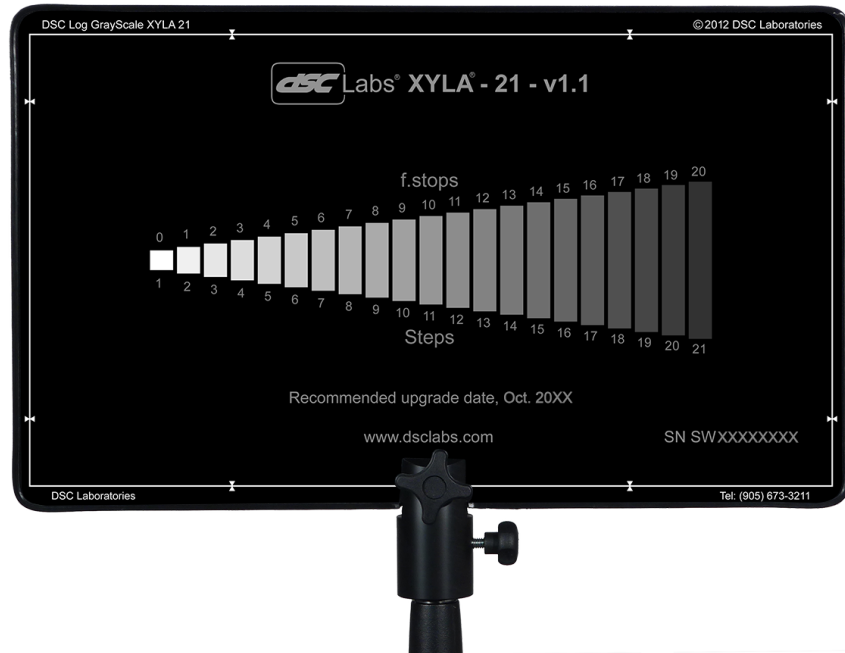 DSC Log GrayScale XYLA 21
©2012 DSC Laboratories
dsc Labs® XYLA® - 21 - v1.1
f.stops
0 1 2 3 4 5 6 7 8 9 10 11 12 13 14 15 16 17 18 19 20
1 2 3 4 5 6 7 8 9 10 11 12 13 14 15 16 17 18 19 20 21
Steps
Recommended upgrade date, Oct. 20XX
www.dsclabs.com
SN SWXXXXXXXX
DSC Laboratories
Tel: (905) 673-3211